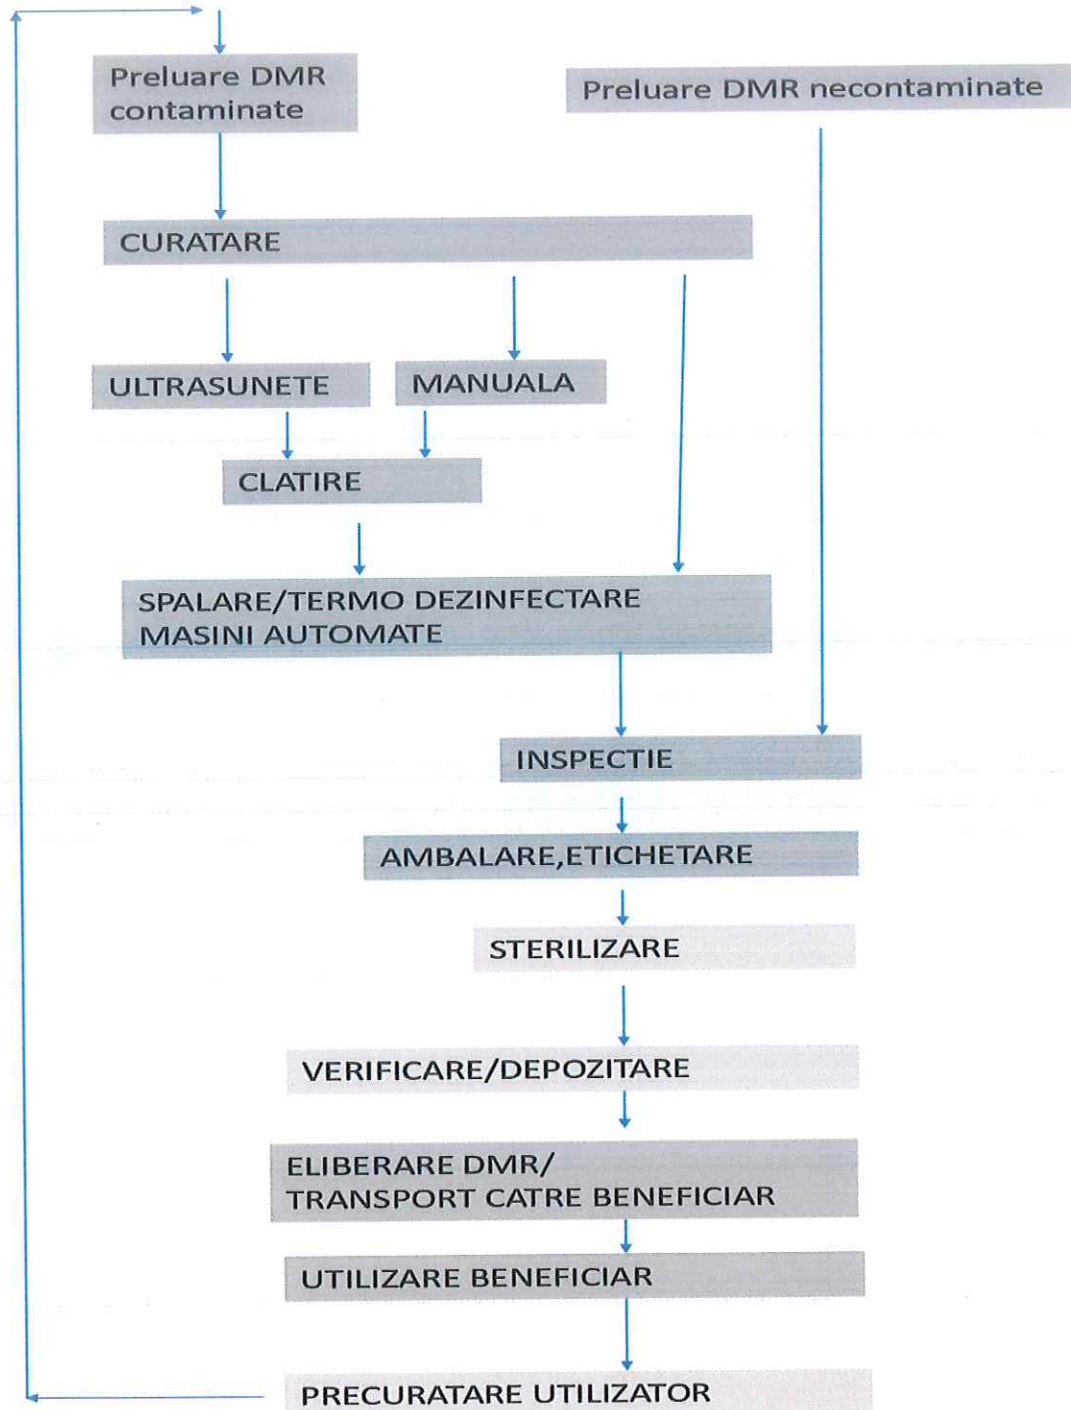 Preluare DMR
contaminate
Preluare DMR necontaminate
CURATARE
ULTRASUNETE
MANUALA
CLATIRE
SPALARE/TERMO DEZINFECTARE
MASINI AUTOMATE
INSPECTIE
AMBALARE,ETICHETARE
STERILIZARE
VERIFICARE/DEPOZITARE
ELIBERARE DMR/
TRANSPORT CATRE BENEFICIAR
UTILIZARE BENEFICIAR
PRECURATARE UTILIZATOR